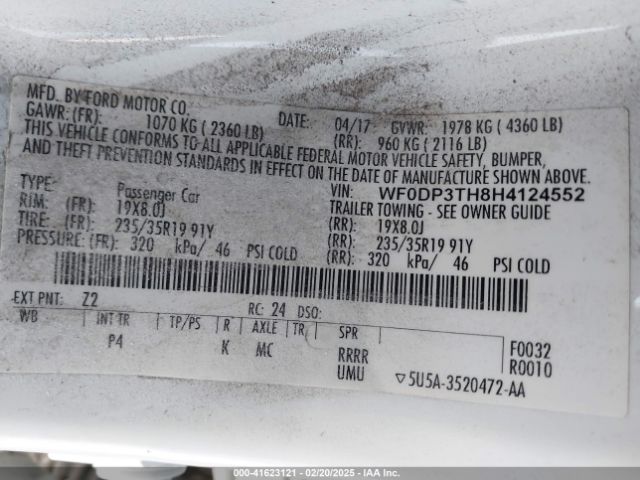 MFD. BY FORD MOTOR CO.
DATE: 04/17 GVWR: 1978 KG ( 4360 LB)
GAWR:(FR): 1070 KG ( 2360 LB) (RR): 960 KG ( 2116 LB)
THIS VEHICLE CONFORMS TO ALL APPLICABLE FEDERAL MOTOR VEHICLE SAFETY, BUMPER,
AND THEFT PREVENTION STANDARDS IN EFFECT ON THE DATE OF MANUFACTURE SHOWN ABOVE.
VIN: WF0DP3TH8H4124552
TYPE: Passenger Car TRAILER TOWING - SEE OWNER GUIDE
RIM: (FR): 19X8.0J (RR): 19X8.0J
TIRE: (FR): 235/35R19 91Y (RR): 235/35R19 91Y
PRESSURE: (FR): 320 kPa/ 46 PSI COLD (RR): 320 kPa/ 46 PSI COLD
EXT PNT: Z2 RC: 24 DSO:
WB INT TR TP/PS R AXLE TR SPR
P4 K MC RRRR F0032
UMU R0010
▽5U5A-3520472-AA
000-41623121 - 02/20/2025 - IAA Inc.